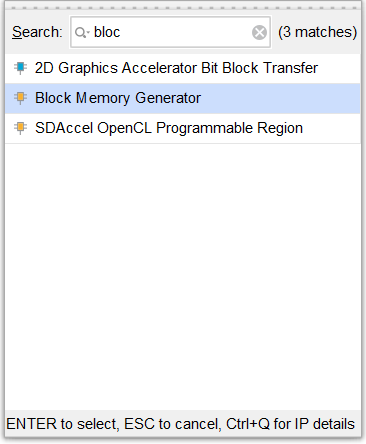 Search: bloc (3 matches)
2D Graphics Accelerator Bit Block Transfer
Block Memory Generator
SDAccel OpenCL Programmable Region
ENTER to select, ESC to cancel, Ctrl+Q for IP details